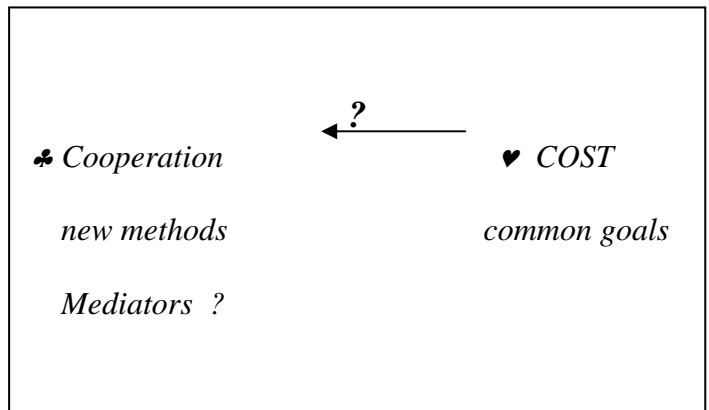 ?
♣ Cooperation ♥ COST
new methods common goals
Mediators ?